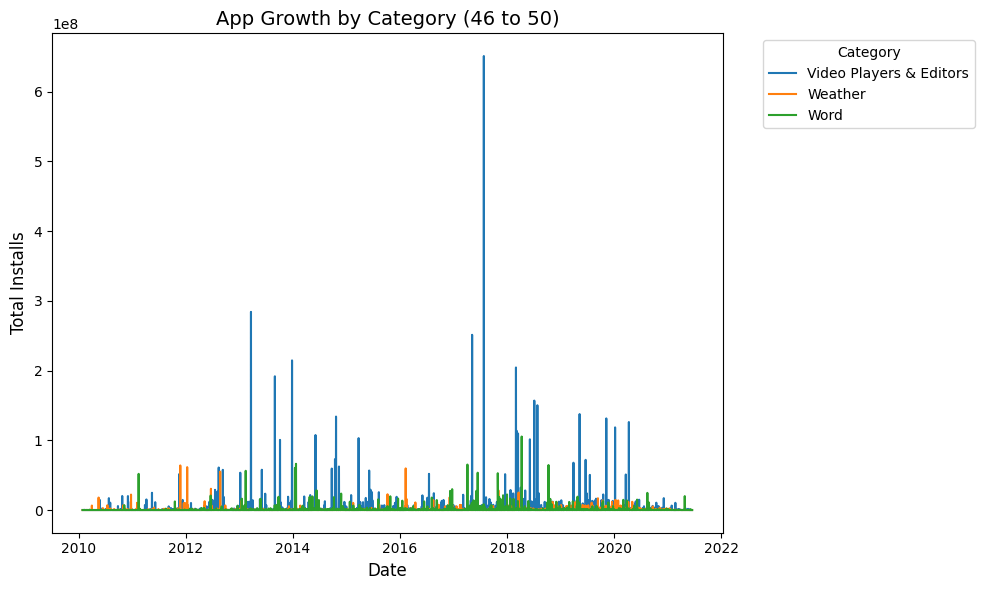 App Growth by Category (46 to 50)
1e8
Total Installs
6
5
4
3
2
1
0
2010
2012
2014
2016
2018
2020
2022
Date
Category
Video Players & Editors
Weather
Word